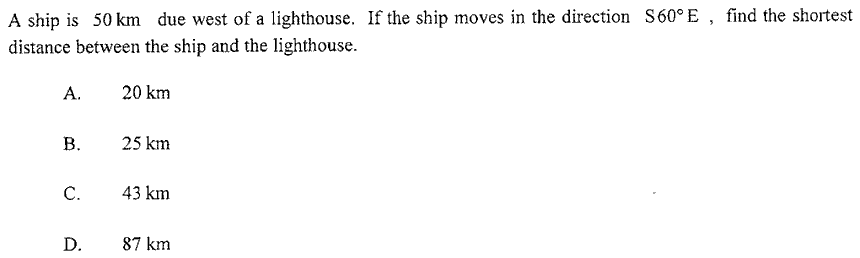 A ship is 50 km due west of a lighthouse. If the ship moves in the direction S60° E , find the shortest
distance between the ship and the lighthouse.
A. 20 km
B. 25 km
C. 43 km
D. 87 km